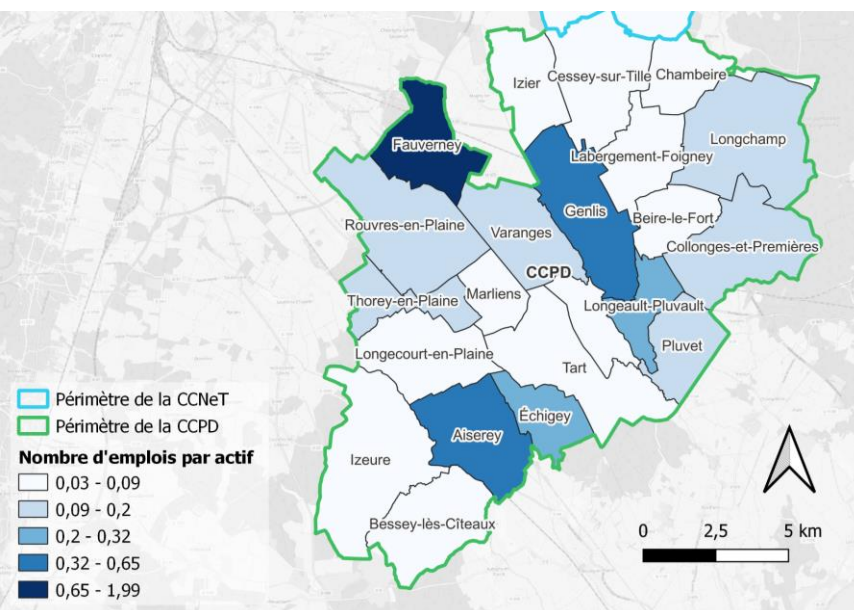 Izier
Cessey-sur-Tille
Chambeire
Fauverney
Labergement-Foigney
Longchamp
Genlis
Beire-le-Fort
Rouvres-en-Plaine
Varanges
Collonges-et-Premières
CCPD
Thorey-en-Plaine
Marliens
Longeault-Pluvault
Longecourt-en-Plaine
Tart
Pluvet
Échigey
Aiserey
Izeure
Bessey-lès-Cîteaux
Périmètre de la CCNeT
Périmètre de la CCPD
Nombre d'emplois par actif
0,03 - 0,09
0,09 - 0,2
0,2 - 0,32
0,32 - 0,65
0,65 - 1,99
0 2,5 5 km